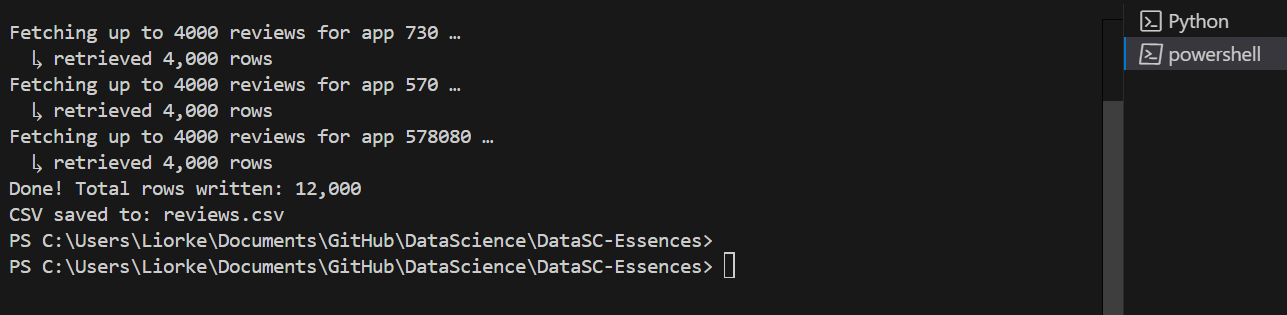 Fetching up to 4000 reviews for app 730 …
↳ retrieved 4,000 rows
Fetching up to 4000 reviews for app 570 …
↳ retrieved 4,000 rows
Fetching up to 4000 reviews for app 578080 …
↳ retrieved 4,000 rows
Done! Total rows written: 12,000
CSV saved to: reviews.csv
PS C:\Users\Liorke\Documents\GitHub\DataScience\DataSC-Essences>
PS C:\Users\Liorke\Documents\GitHub\DataScience\DataSC-Essences>
Python
powershell